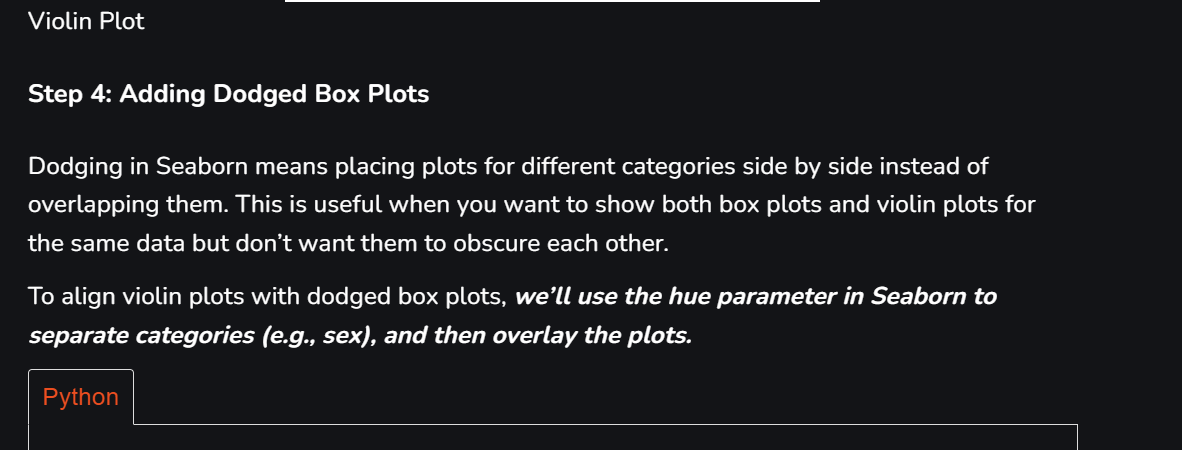 Violin Plot
Step 4: Adding Dodged Box Plots
Dodging in Seaborn means placing plots for different categories side by side instead of
overlapping them. This is useful when you want to show both box plots and violin plots for
the same data but don’t want them to obscure each other.
To align violin plots with dodged box plots, we’ll use the hue parameter in Seaborn to
separate categories (e.g., sex), and then overlay the plots.
Python